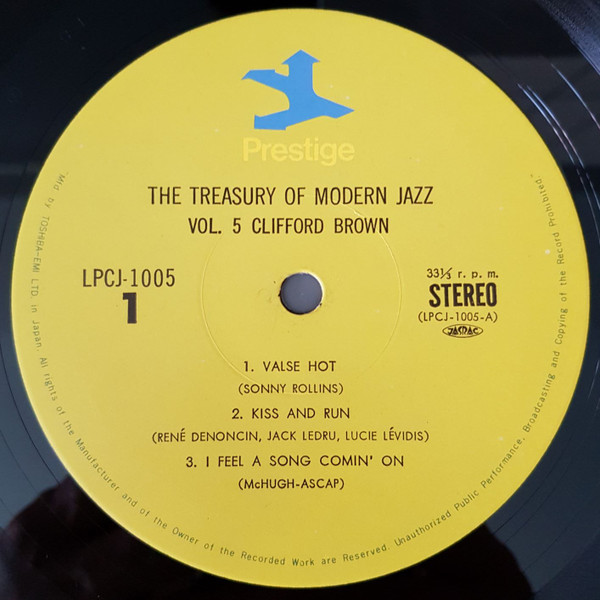 Prestige
THE TREASURY OF MODERN JAZZ
VOL. 5 CLIFFORD BROWN
LPCJ-1005
1
33⅓ r. p. m.
STEREO
(LPCJ-1005-A)
JASRAC
1. VALSE HOT
(SONNY ROLLINS)
2. KISS AND RUN
(RENÉ DENONCIN, JACK LEDRU, LUCIE LÉVIDIS)
3. I FEEL A SONG COMIN' ON
(McHUGH-ASCAP)
"Mfd by TOSHIBA-EMI LTD. in Japan. All rights of the Manufacturer and of the Owner of the Recorded Work are Reserved. Unauthorized Public Performance, Broadcasting and Copying of the Record Prohibited."